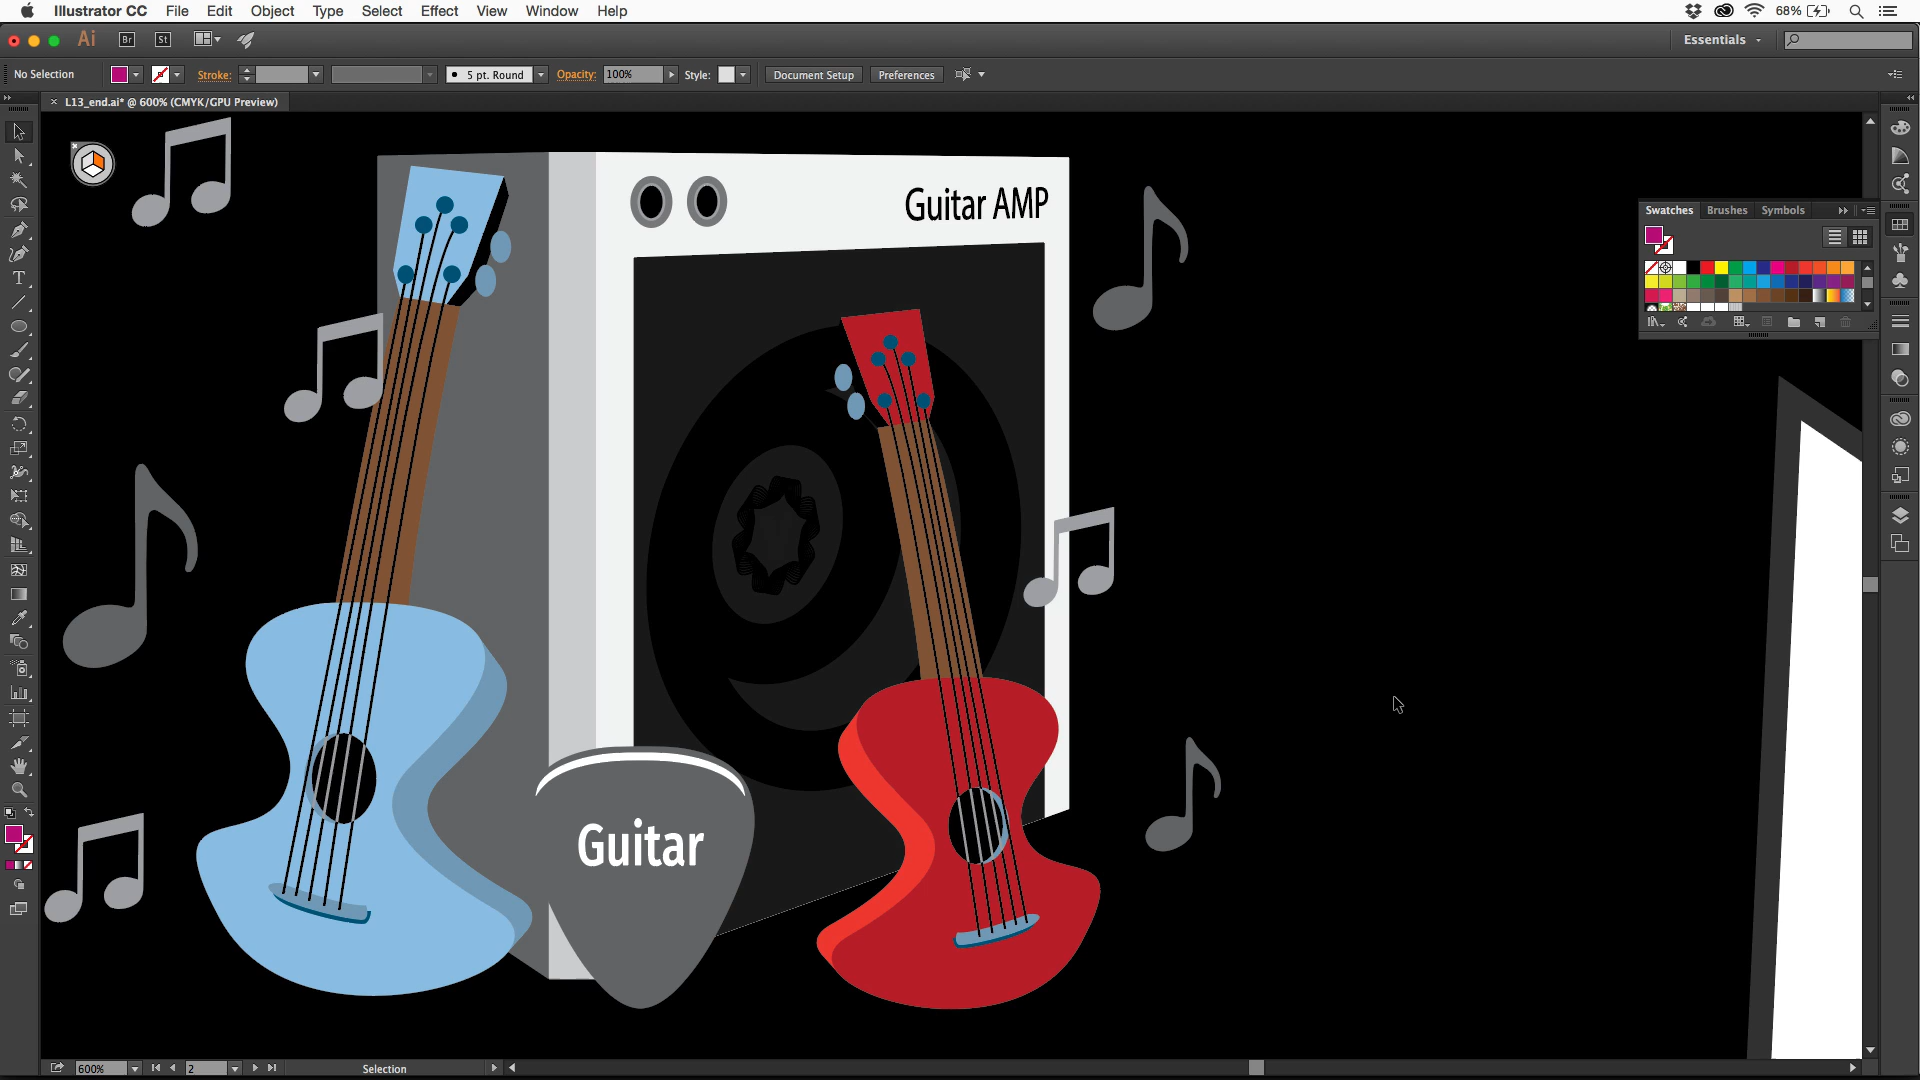 Illustrator CC File Edit Object Type Select Effect View Window Help 68%
Ai Br St Essentials
No Selection Stroke: 5 pt. Round Opacity: 100% Style: Document Setup Preferences
× L13_end.ai* @ 600% (CMYK/GPU Preview)
Guitar AMP
Swatches Brushes Symbols
T
Guitar
600% 2 Selection